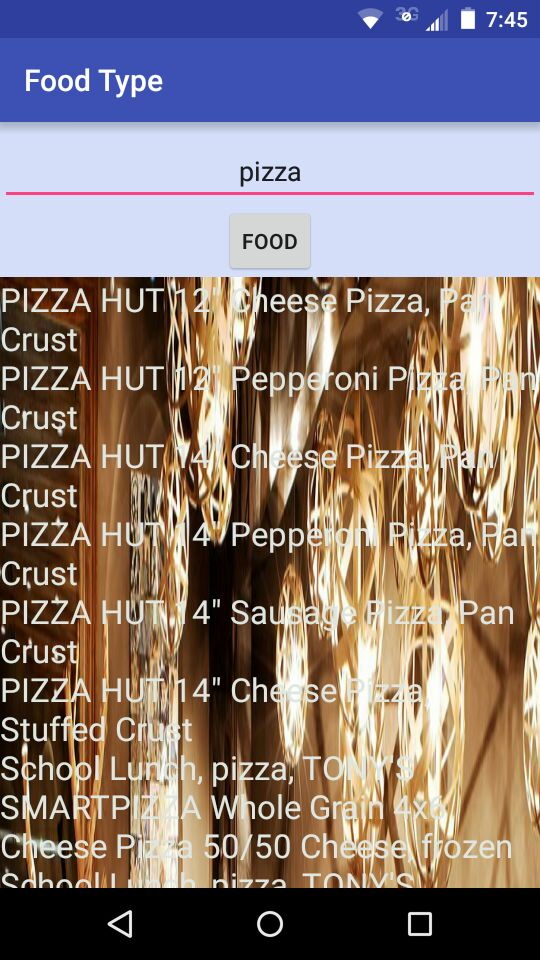 3G 7:45
Food Type
pizza
FOOD
PIZZA HUT 12" Cheese Pizza, Pan
Crust
PIZZA HUT 12" Pepperoni Pizza, Pan
Crust
PIZZA HUT 14" Cheese Pizza, Pan
Crust
PIZZA HUT 14" Pepperoni Pizza, Pan
Crust
PIZZA HUT 14" Sausage Pizza, Pan
Crust
PIZZA HUT 14" Cheese Pizza,
Stuffed Crust
School Lunch, pizza, TONY'S
SMARTPIZZA Whole Grain 4x6
Cheese Pizza 50/50 Cheese, frozen
School Lunch, pizza, TONY'S